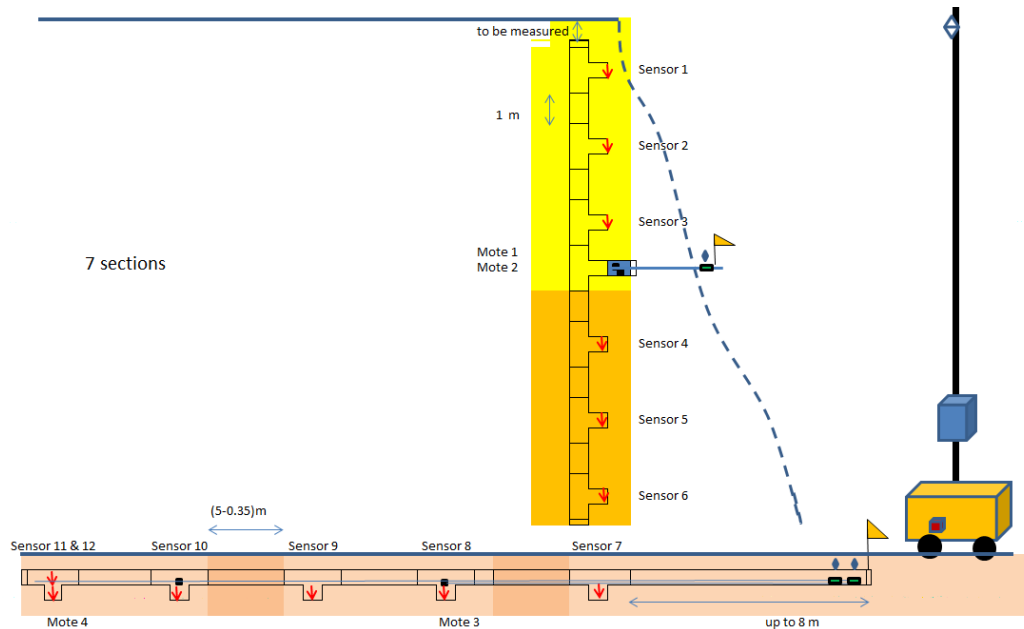 to be measured
Sensor 1
1 m
Sensor 2
Sensor 3
Mote 1
Mote 2
7 sections
Sensor 4
Sensor 5
Sensor 6
(5-0.35)m
Sensor 11 & 12
Sensor 10
Sensor 9
Sensor 8
Sensor 7
Mote 4
Mote 3
up to 8 m